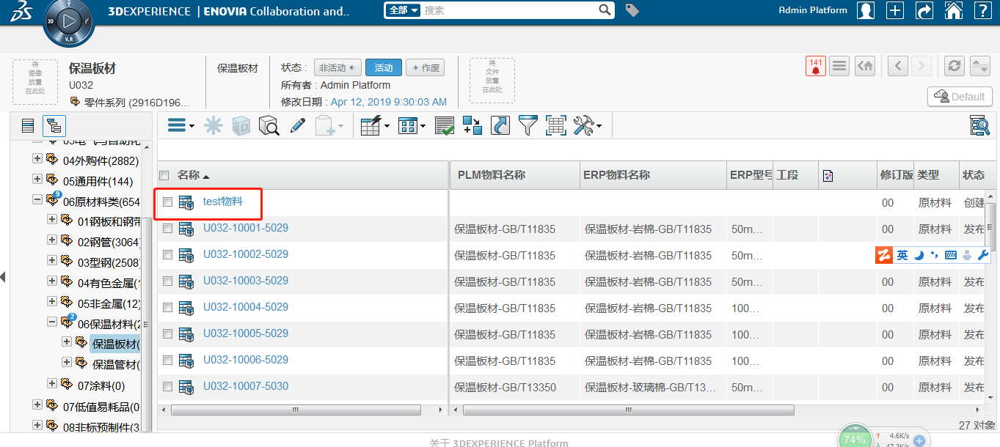 3DEXPERIENCE | ENOVIA Collaboration and..
全部 搜索
Admin Platform
3D
V.R
将
图像
放置
在此处
保温板材
U032
零件系列 (2916D196...
保温板材
状态 : 非活动 活动 作废
所有者 : Admin Platform
修改日期 : Apr 12, 2019 9:30:03 AM
将
文件
放置
在此处
141
Default
04外购件(2882)
05通用件(144)
9
06原材料类(654
01钢板和钢带
02钢管(3064)
03型钢(2508)
04有色金属(1
05非金属(12)
2
06保温材料(2
保温板材(
保温管材(
07涂料(0)
07低值易耗品(0
08非标预制件(3
名称 PLM物料名称 ERP物料名称 ERP型号 工段 修订版 类型 状态
test物料 00 原材料 创建
U032-10001-5029 保温板材-GB/T11835 保温板材-岩棉-GB/T11835 50m... 00 原材料 发布
U032-10002-5029 保温板材-GB/T11835 保温板材-岩棉-GB/T11835 50m...
英
U032-10003-5029 保温板材-GB/T11835 保温板材-岩棉-GB/T11835 50m... 00 原材料 发布
U032-10004-5029 保温板材-GB/T11835 保温板材-岩棉-GB/T11835 100... 00 原材料 发布
U032-10005-5029 保温板材-GB/T11835 保温板材-岩棉-GB/T11835 100... 00 原材料 发布
U032-10006-5029 保温板材-GB/T11835 保温板材-岩棉-GB/T11835 100... 00 原材料 发布
U032-10007-5030 保温板材-GB/T13350 保温板材-玻璃棉-GB/T13... 50m... 00 原材料 发布
27 对象
74%
4.6K/s
关于 3DEXPERIENCE Platform